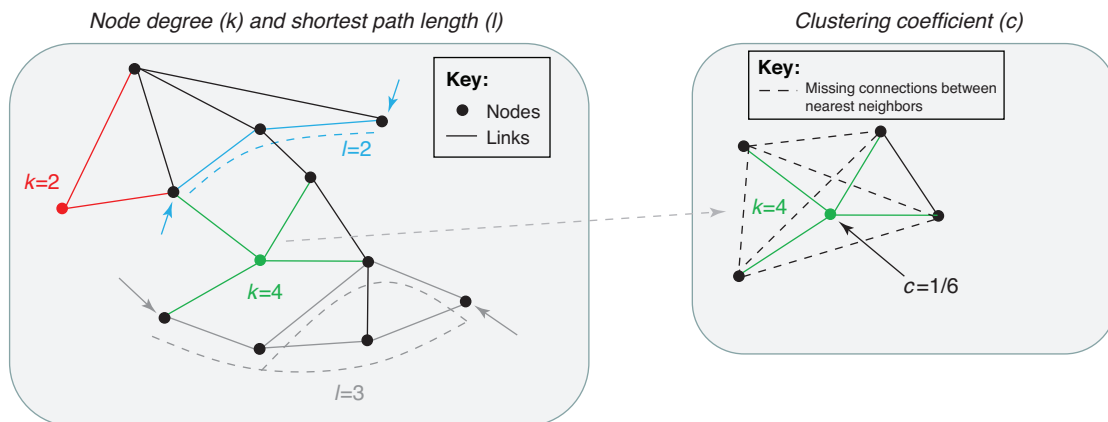 Node degree (k) and shortest path length (l)
Key:
Nodes
Links
l=2
k=2
k=4
l=3
Clustering coefficient (c)
Key:
Missing connections between
nearest neighbors
k=4
c=1/6